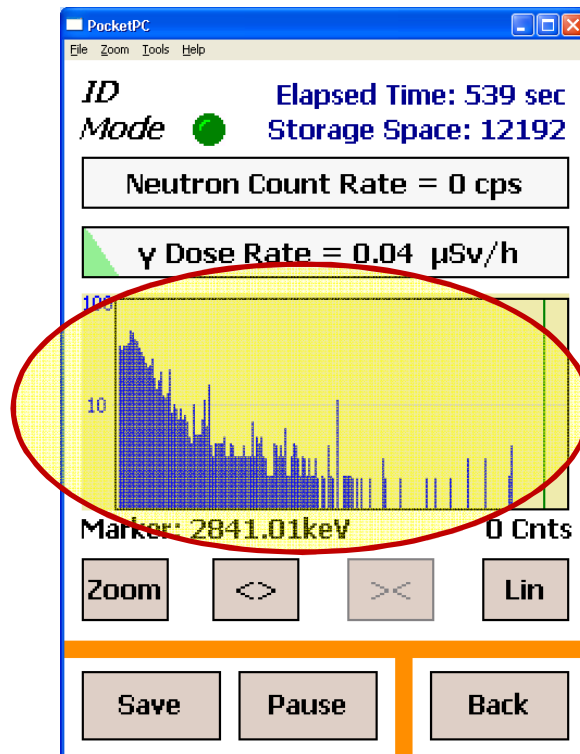 PocketPC
File Zoom Tools Help
ID Elapsed Time: 539 sec
Mode Storage Space: 12192
Neutron Count Rate = 0 cps
γ Dose Rate = 0.04 µSv/h
100
10
Marker: 2841.01keV 0 Cnts
Zoom <> >< Lin
Save Pause Back